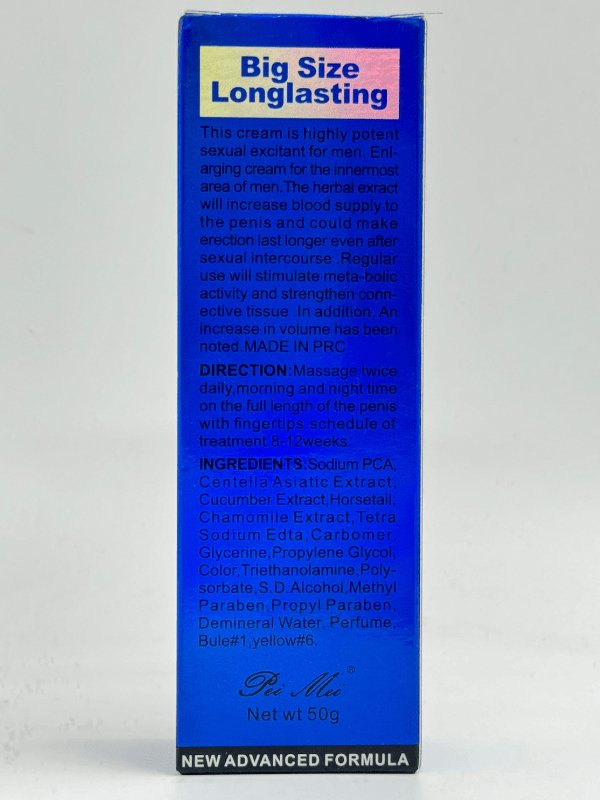 Big Size
Longlasting
This cream is highly potent
sexual excitant for men. Enl-
arging cream for the innermost
area of men.The herbal exract
will increase blood supply to
the penis and could make
erection last longer even after
sexual intercourse .Regular
use will stimulate meta-bolic
activity and strengthen conn-
ective tissue .In addition, An
increase in volume has been
noted.MADE IN PRC
DIRECTION:Massage twice
daily,morning and night time
on the full length of the penis
with fingertips schedule of
treatment 8-12weeks.
INGREDIENTS:Sodium PCA,
Centella Asiatic Extract,
Cucumber Extract,Horsetail,
Chamomile Extract,Tetra
Sodium Edta,Carbomer
Glycerine,Propylene Glycol,
Color,Triethanolamine,Poly-
sorbate,S.D.Alcohol,Methyl
Paraben,Propyl Paraben,
Demineral Water, Perfume,
Bule#1,yellow#6.
Pei Mei ®
Net wt 50g
NEW ADVANCED FORMULA